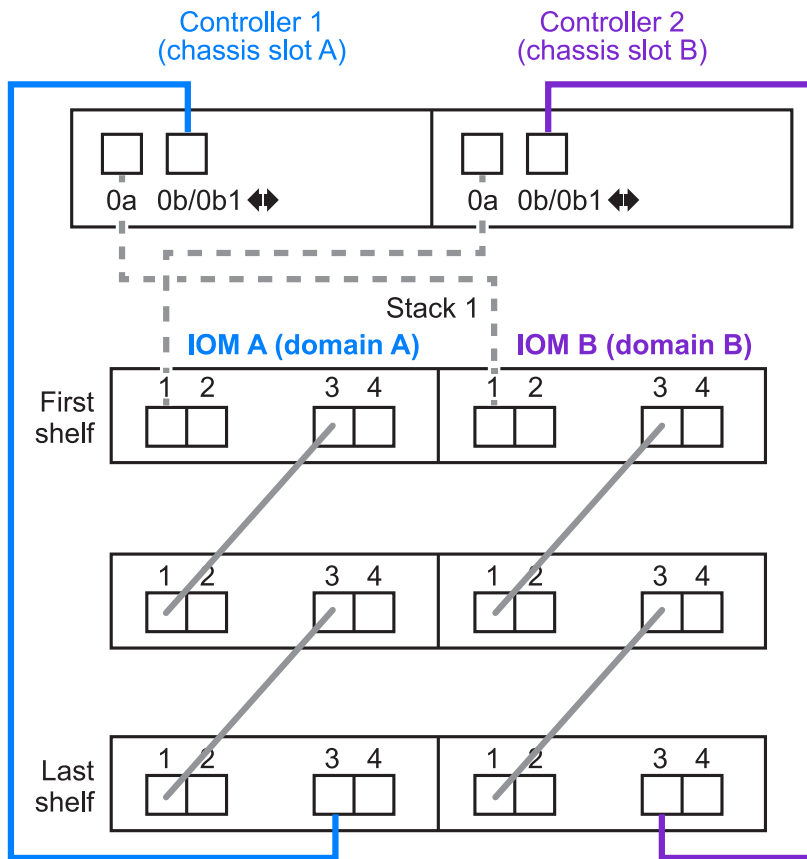 Controller 1
(chassis slot A)
Controller 2
(chassis slot B)
0a 0b/0b1
0a 0b/0b1
Stack 1
IOM A (domain A)
IOM B (domain B)
First
shelf
1 2 3 4
1 2 3 4
1 2 3 4
1 2 3 4
Last
shelf
1 2 3 4
1 2 3 4